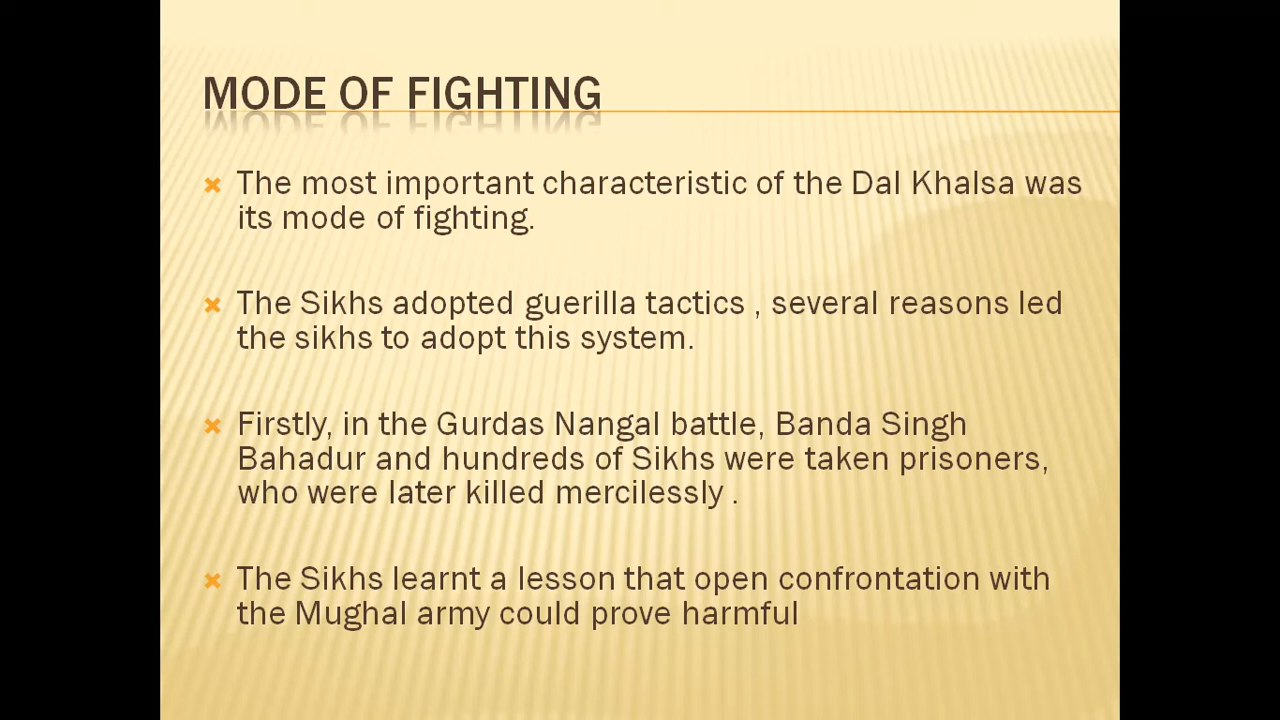 MODE OF FIGHTING
The most important characteristic of the Dal Khalsa was
its mode of fighting.
The Sikhs adopted guerilla tactics , several reasons led
the sikhs to adopt this system.
Firstly, in the Gurdas Nangal battle, Banda Singh
Bahadur and hundreds of Sikhs were taken prisoners,
who were later killed mercilessly .
The Sikhs learnt a lesson that open confrontation with
the Mughal army could prove harmful